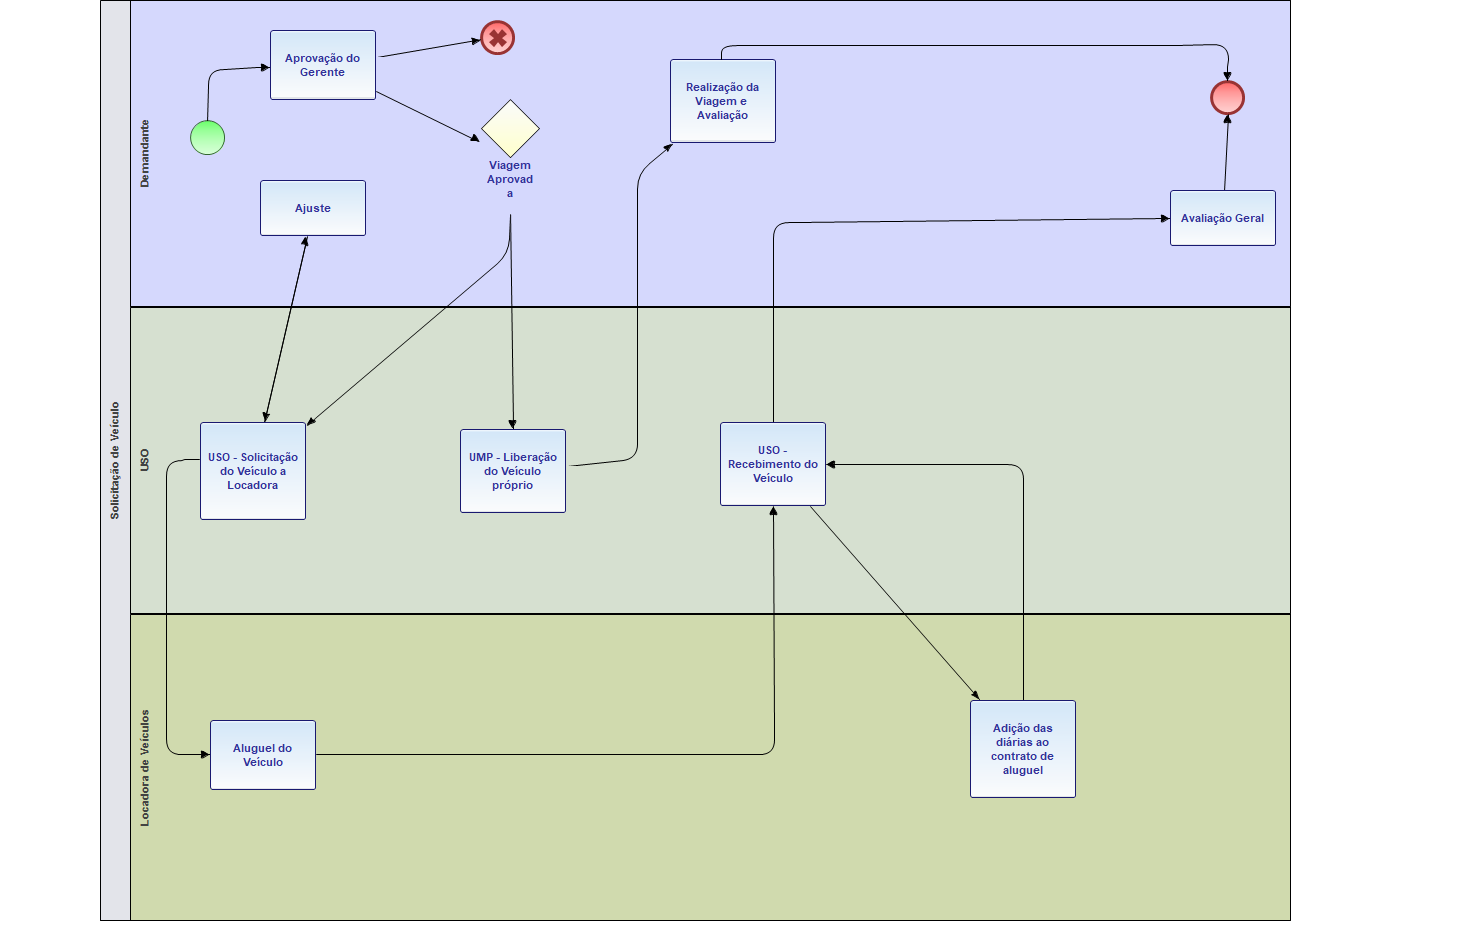 Solicitação de Veículo
Demandante
Aprovação do
Gerente
Viagem
Aprovad
a
Ajuste
Realização da
Viagem e
Avaliação
Avaliação Geral
USO
USO - Solicitação
do Veiculo a
Locadora
UMP - Liberação
do Veículo
próprio
USO -
Recebimento do
Veículo
Locadora de Veículos
Aluguel do
Veículo
Adição das
diárias ao
contrato de
aluguel